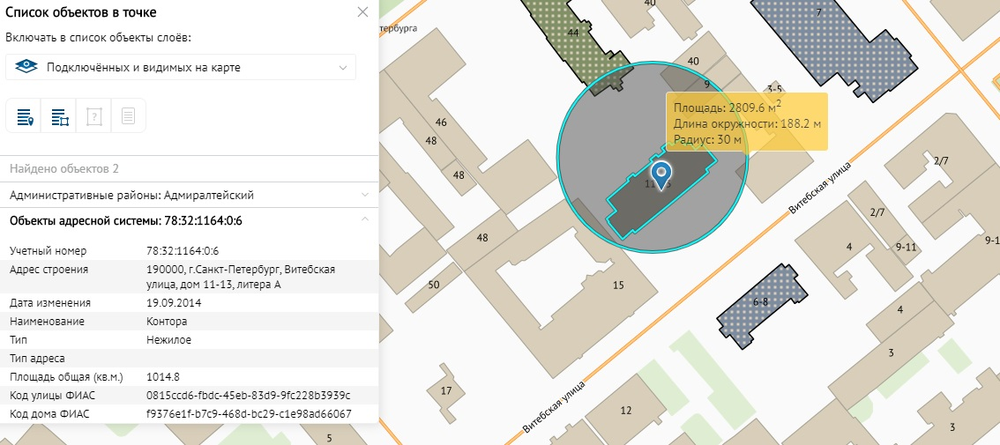 Список объектов в точке
Включать в список объекты слоёв:
Подключённых и видимых на карте
Найдено объектов 2
Административные районы: Адмиралтейский
Объекты адресной системы: 78:32:1164:0:6
Учетный номер 78:32:1164:0:6
Адрес строения 190000, г.Санкт-Петербург, Витебская
улица, дом 11-13, литера А
Дата изменения 19.09.2014
Наименование Контора
Тип Нежилое
Тип адреса
Площадь общая (кв.м.) 1014.8
Код улицы ФИАС 0815ccd6-fbdc-45eb-83d9-9fc228b3939c
Код дома ФИАС f9376e1f-b7c9-468d-bc29-c1e98ad66067
40
7
44
40
9
3-5
Площадь: 2809.6 м²
Длина окружности: 188.2 м
Радиус: 30 м
46
48
48
2/7
Витебская улица
2/7
48
4
9-11
9-1
50
15
6-8
4
3
17
Витебская улица
12
3
5